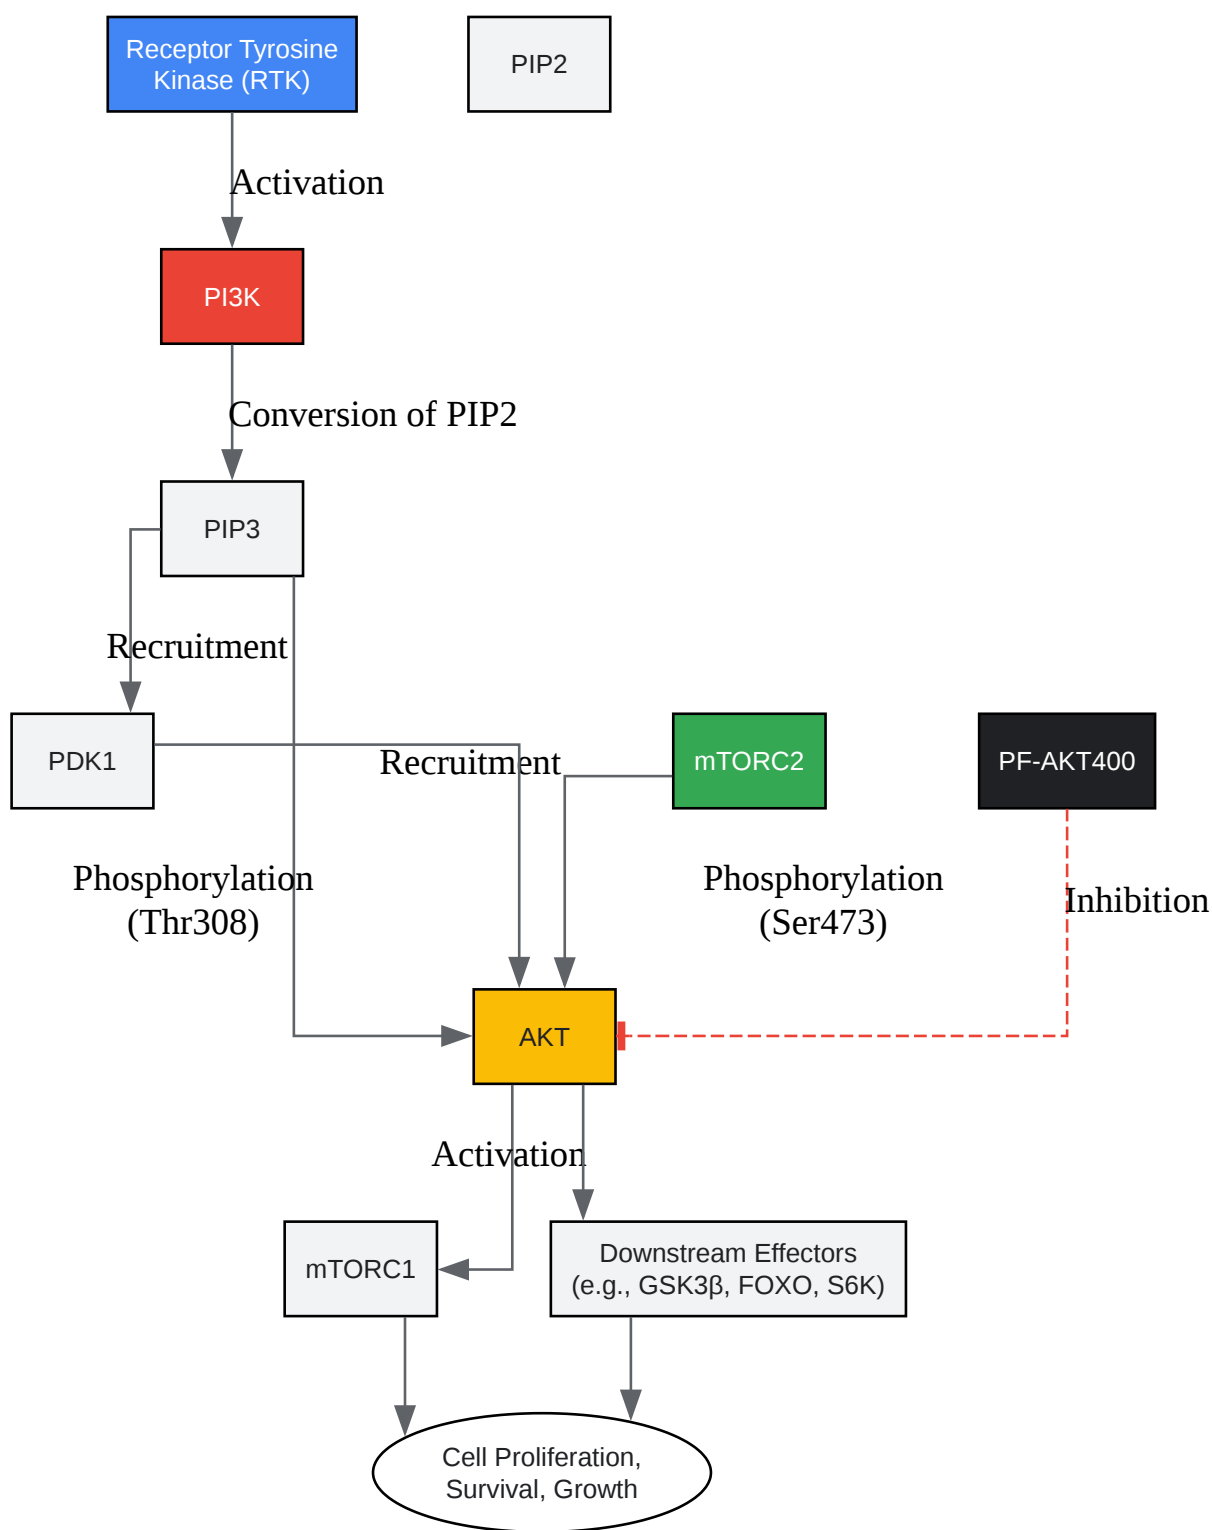 Receptor Tyrosine
Kinase (RTK)
PIP2
Activation
PI3K
Conversion of PIP2
PIP3
Recruitment
PDK1
Recruitment
mTORC2
PF-AKT400
Phosphorylation
(Thr308)
Phosphorylation
(Ser473)
Inhibition
AKT
Activation
mTORC1
Downstream Effectors
(e.g., GSK3β, FOXO, S6K)
Cell Proliferation,
Survival, Growth